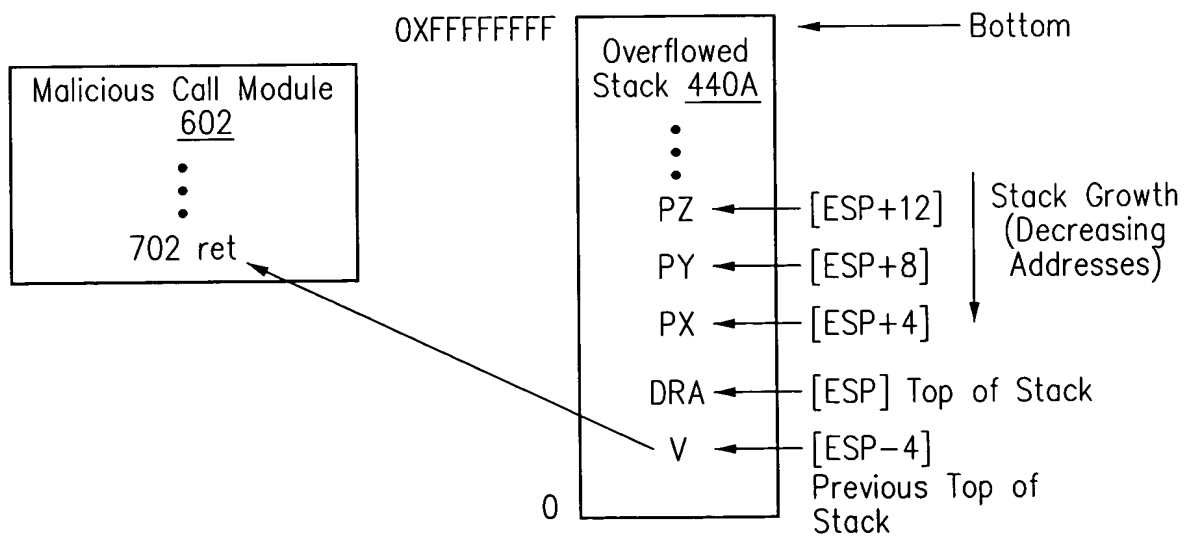 0XFFFFFFFF
Bottom
Overflowed
Stack 440A
Malicious Call Module
602
702 ret
PZ
[ESP+12]
PY
[ESP+8]
PX
[ESP+4]
Stack Growth
(Decreasing
Addresses)
DRA
[ESP] Top of Stack
V
[ESP-4]
Previous Top of
Stack
0